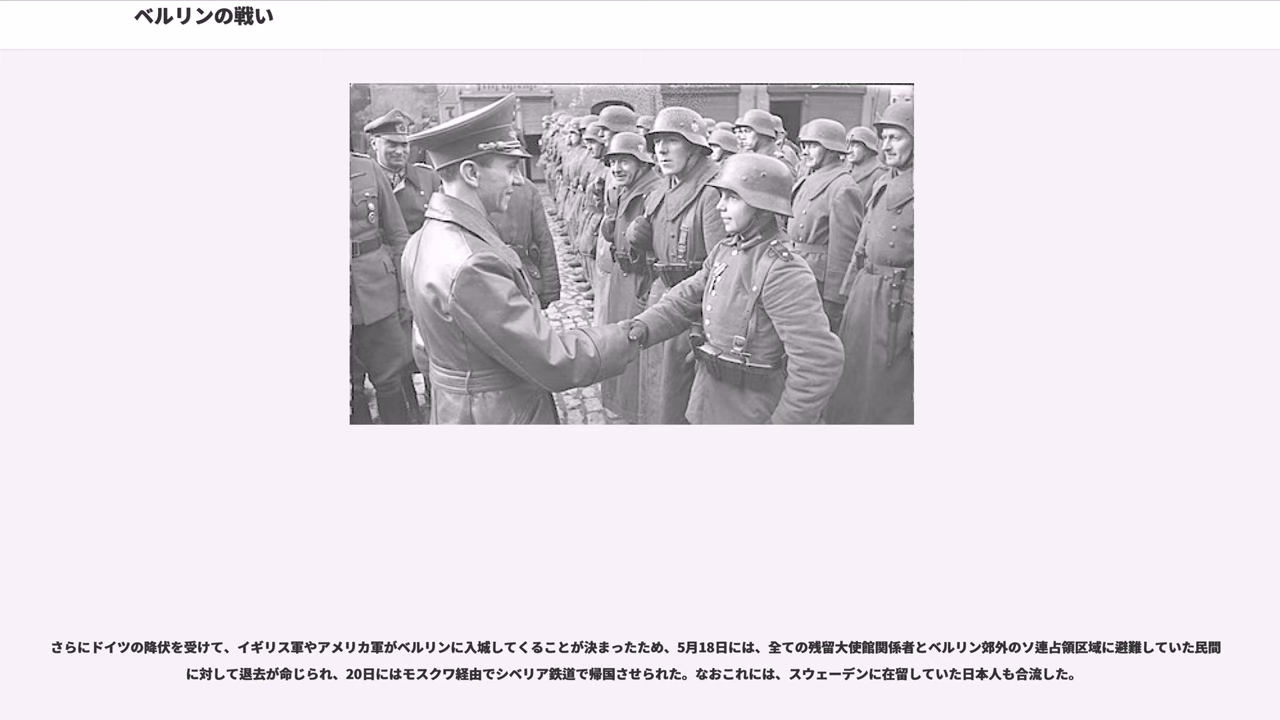 ベルリンの戦い
さらにドイツの降伏を受けて、イギリス軍やアメリカ軍がベルリンに入城してくることが決まったため、5月18日には、全ての残留大使館関係者とベルリン郊外のソ連占領区域に避難していた民間
に対して退去が命じられ、20日にはモスクワ経由でシベリア鉄道で帰国させられた。なおこれには、スウェーデンに在留していた日本人も合流した。